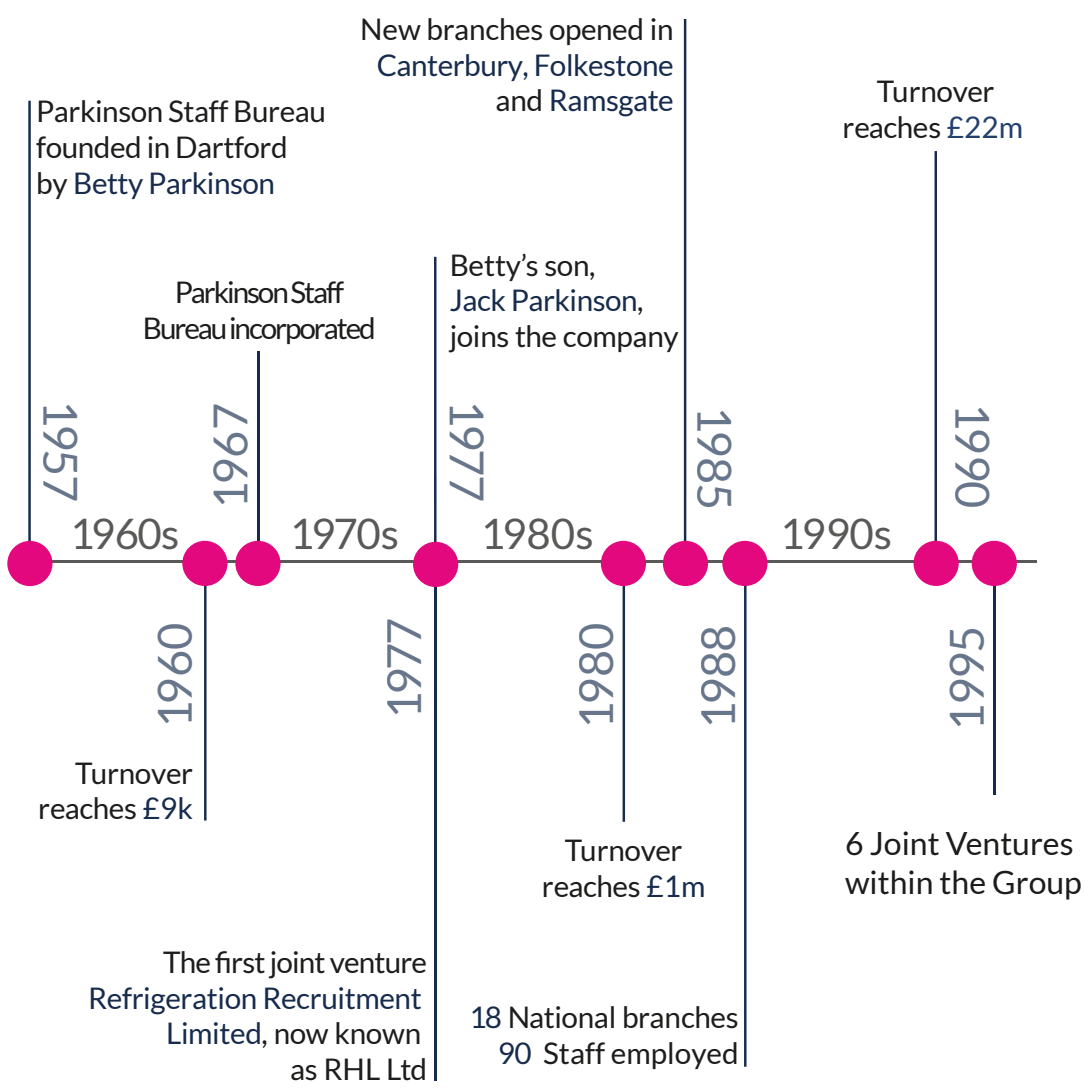 New branches opened in
Canterbury, Folkestone
and Ramsgate
Turnover
reaches £22m
Parkinson Staff Bureau
founded in Dartford
by Betty Parkinson
Betty’s son,
Jack Parkinson,
joins the company
Parkinson Staff
Bureau incorporated
1957
1967
1977
1985
1990
1960s
1970s
1980s
1990s
1960
1977
1980
1988
1995
Turnover
reaches £9k
Turnover
reaches £1m
6 Joint Ventures
within the Group
The first joint venture
Refrigeration Recruitment
Limited, now known
as RHL Ltd
18 National branches
90 Staff employed